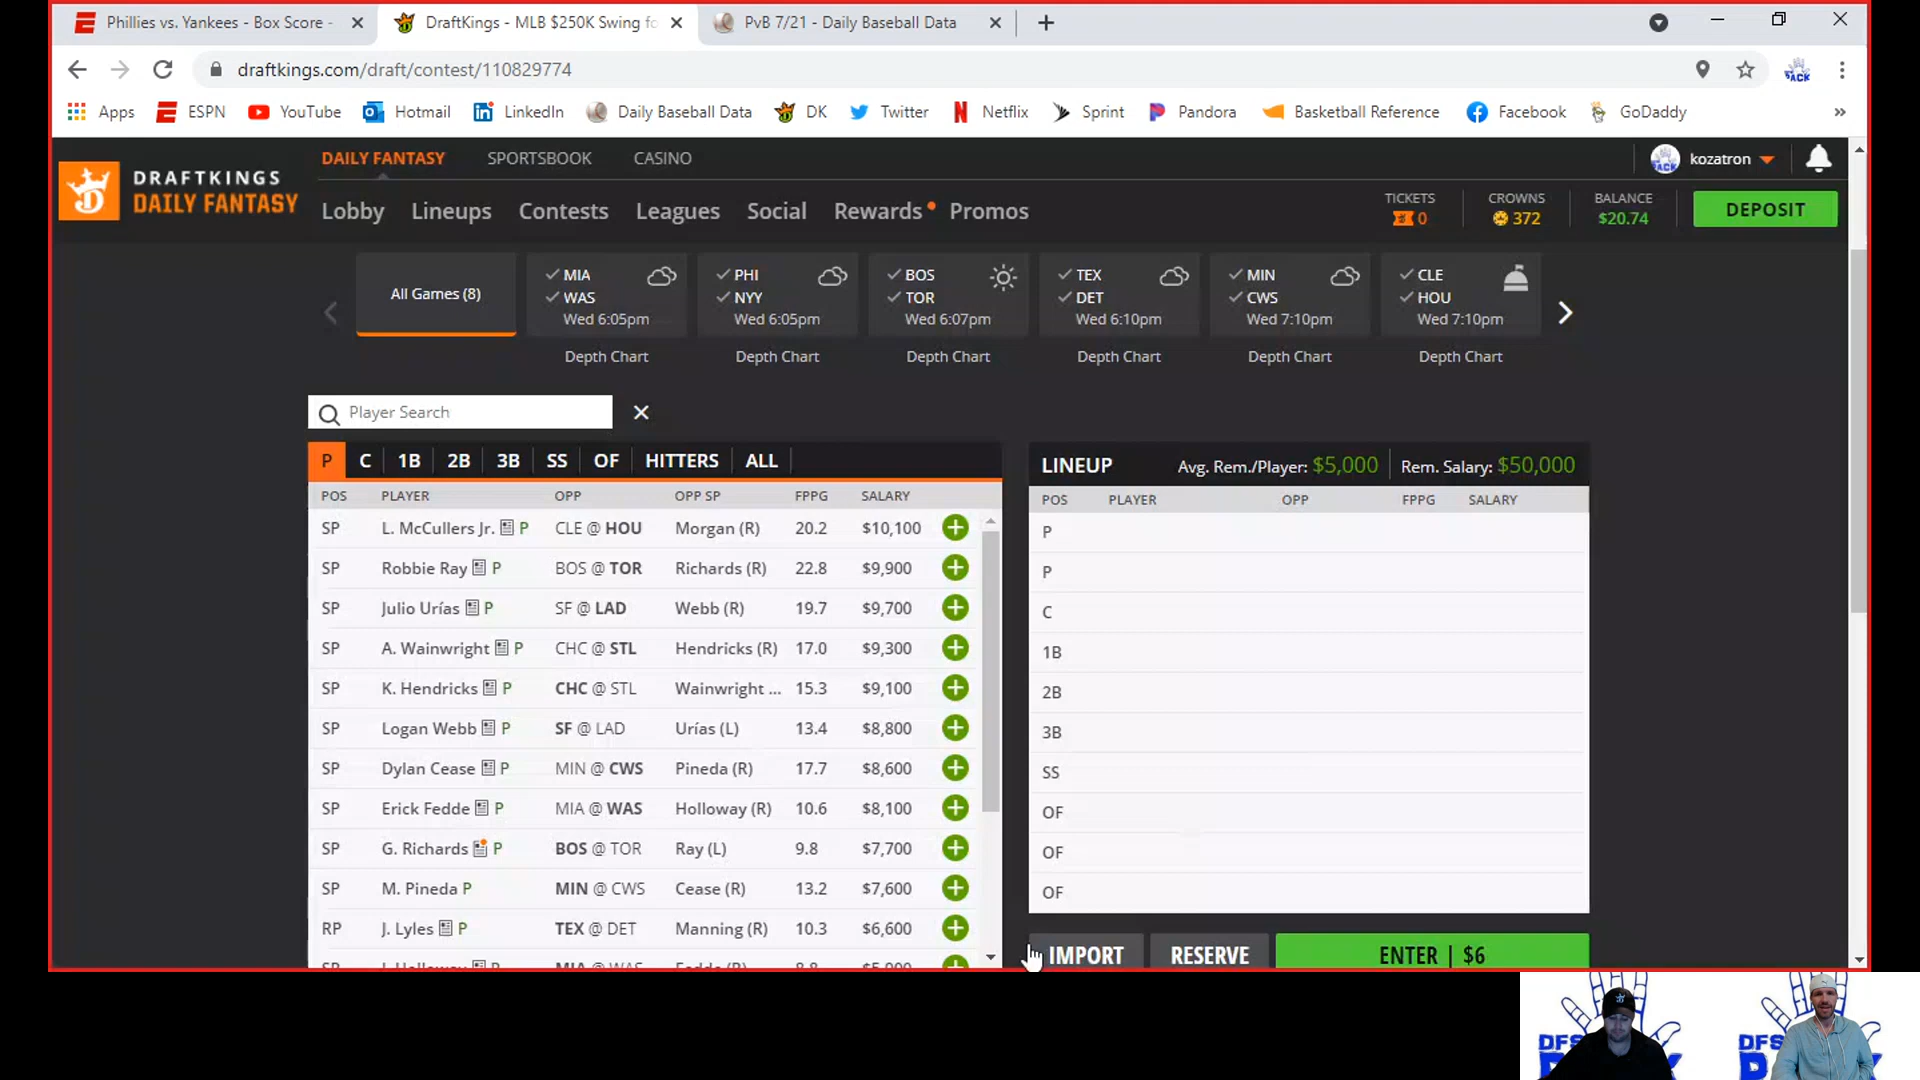 Phillies vs. Yankees - Box Score -
DraftKings - MLB $250K Swing fo
PvB 7/21 - Daily Baseball Data
draftkings.com/draft/contest/110829774
Apps
ESPN
YouTube
Hotmail
LinkedIn
Daily Baseball Data
DK
Twitter
Netflix
Sprint
Pandora
Basketball Reference
Facebook
GoDaddy
DRAFTKINGS
DAILY FANTASY
DAILY FANTASY SPORTSBOOK CASINO
kozatron
Lobby Lineups Contests Leagues Social Rewards Promos
TICKETS 0
CROWNS 372
BALANCE $20.74
DEPOSIT
All Games (8)
MIA WAS Wed 6:05pm Depth Chart
PHI NYY Wed 6:05pm Depth Chart
BOS TOR Wed 6:07pm Depth Chart
TEX DET Wed 6:10pm Depth Chart
MIN CWS Wed 7:10pm Depth Chart
CLE HOU Wed 7:10pm Depth Chart
Player Search
P C 1B 2B 3B SS OF HITTERS ALL
POS PLAYER OPP OPP SP FPPG SALARY
SP L. McCullers Jr. P CLE @ HOU Morgan (R) 20.2 $10,100
SP Robbie Ray P BOS @ TOR Richards (R) 22.8 $9,900
SP Julio Urías P SF @ LAD Webb (R) 19.7 $9,700
SP A. Wainwright P CHC @ STL Hendricks (R) 17.0 $9,300
SP K. Hendricks P CHC @ STL Wainwright ... 15.3 $9,100
SP Logan Webb P SF @ LAD Urías (L) 13.4 $8,800
SP Dylan Cease P MIN @ CWS Pineda (R) 17.7 $8,600
SP Erick Fedde P MIA @ WAS Holloway (R) 10.6 $8,100
SP G. Richards P BOS @ TOR Ray (L) 9.8 $7,700
SP M. Pineda P MIN @ CWS Cease (R) 13.2 $7,600
RP J. Lyles P TEX @ DET Manning (R) 10.3 $6,600
LINEUP Avg. Rem./Player: $5,000 Rem. Salary: $50,000
POS PLAYER OPP FPPG SALARY
P
P
C
1B
2B
3B
SS
OF
OF
OF
IMPORT RESERVE ENTER | $6